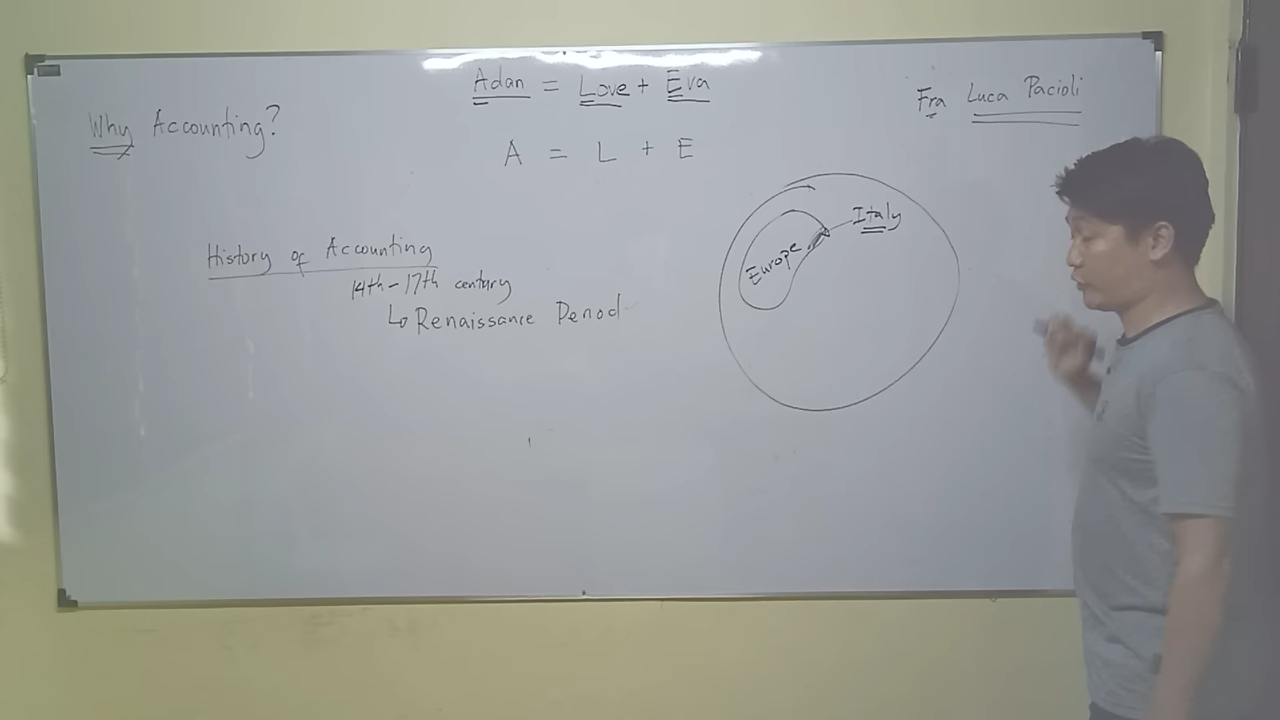 Adan = Love + Eva
Fra Luca Pacioli
Why Accounting?
A = L + E
Italy
Europe
History of Accounting
14th - 17th century
↳ Renaissance Period